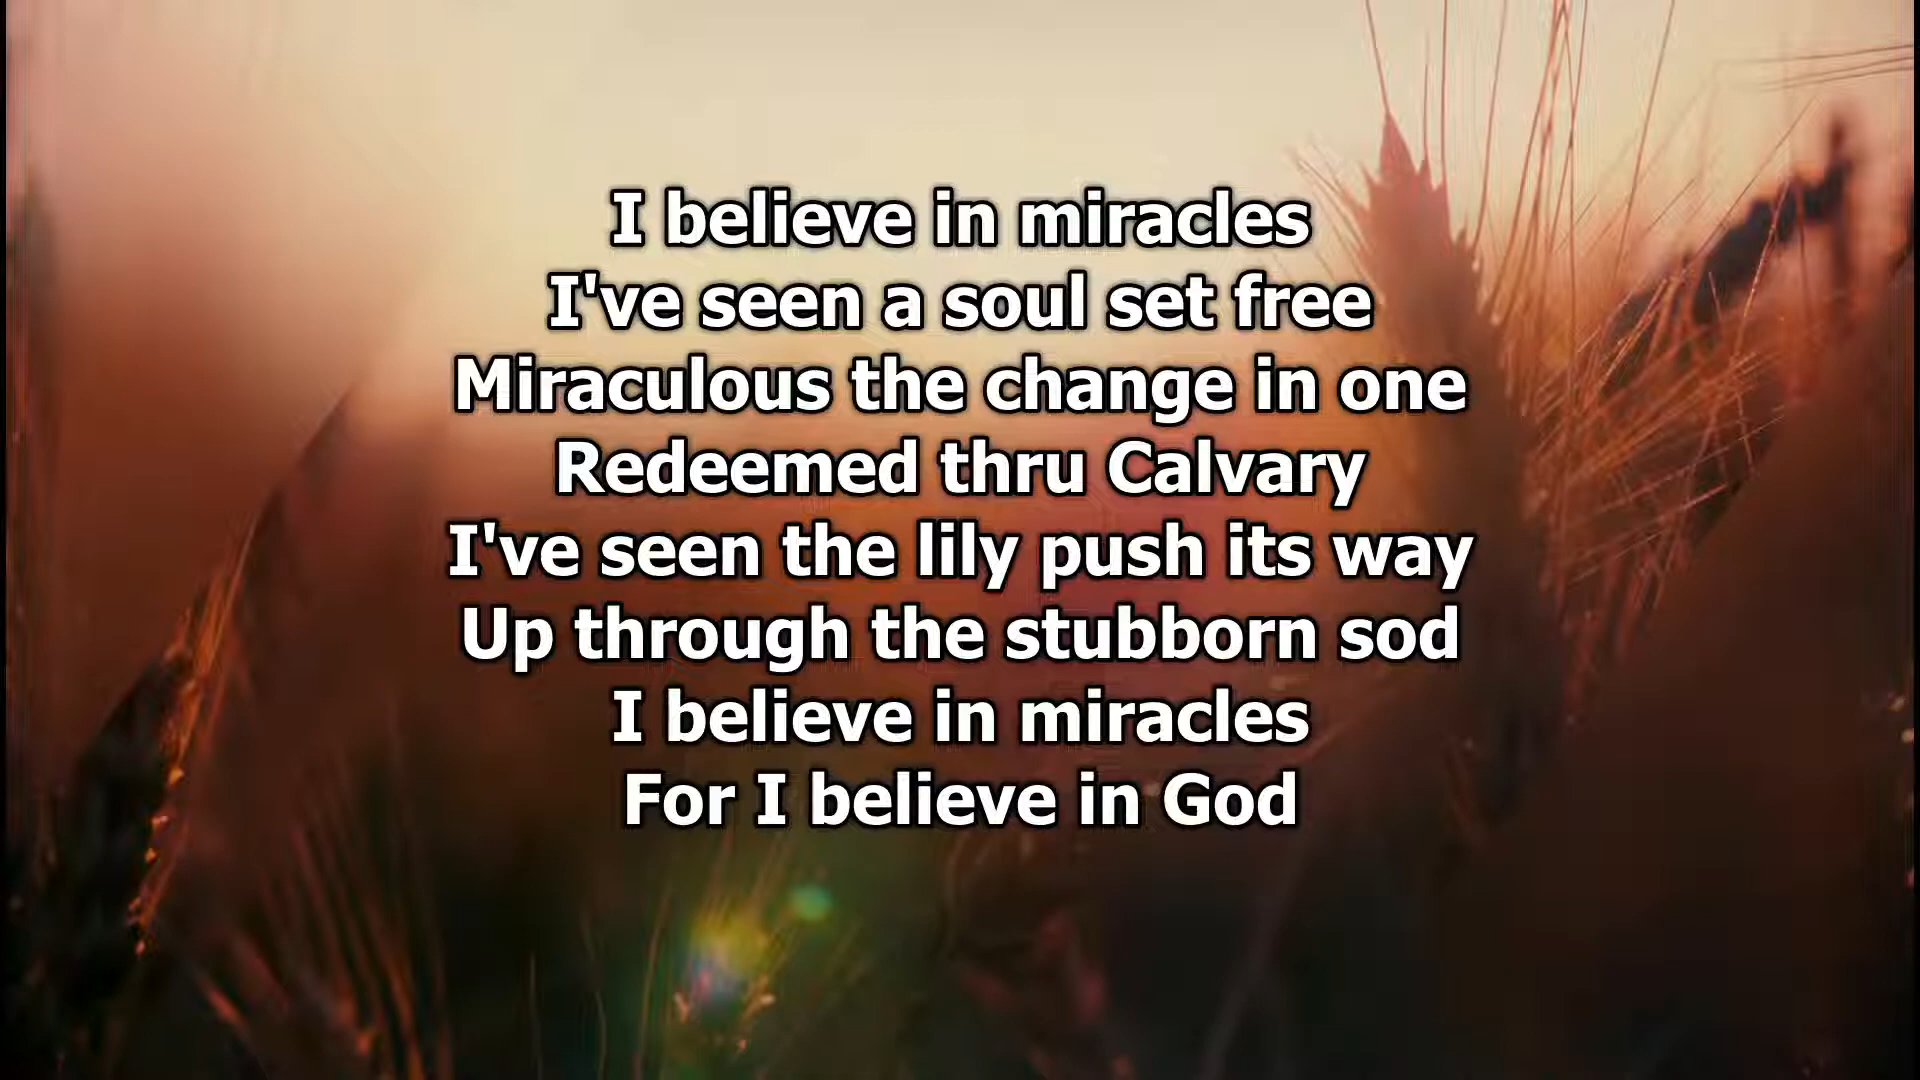 I believe in miracles
I've seen a soul set free
Miraculous the change in one
Redeemed thru Calvary
I've seen the lily push its way
Up through the stubborn sod
I believe in miracles
For I believe in God